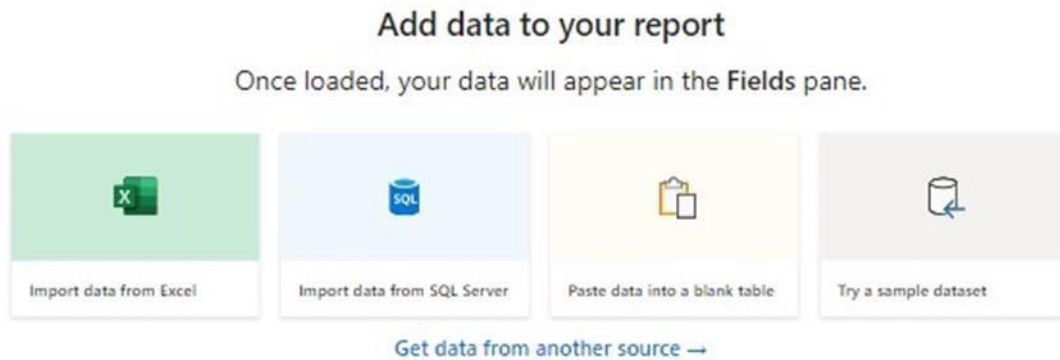 Add data to your report
Once loaded, your data will appear in the Fields pane.
X
SQL
Import data from Excel
Import data from SQL Server
Paste data into a blank table
Try a sample dataset
Get data from another source →